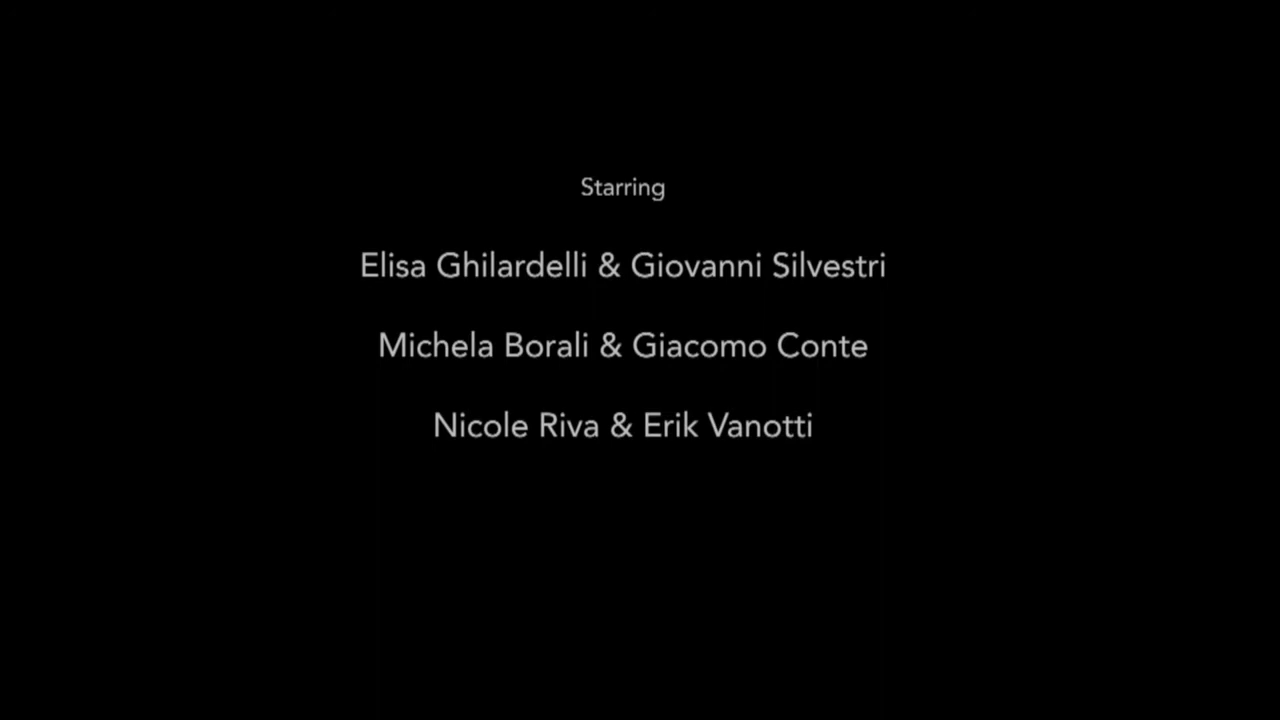 Starring
Elisa Ghilardelli & Giovanni Silvestri
Michela Borali & Giacomo Conte
Nicole Riva & Erik Vanotti